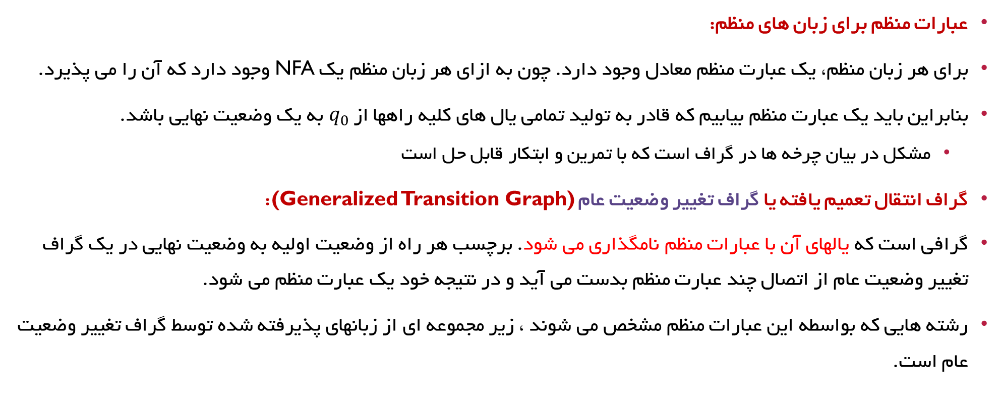 • عبارات منظم برای زبان های منظم:
• برای هر زبان منظم، یک عبارت منظم معادل وجود دارد. چون به ازای هر زبان منظم یک NFA وجود دارد که آن را می پذیرد.
• بنابراین باید یک عبارت منظم بیابیم که قادر به تولید تمامی یال های کلیه راهها از q₀ به یک وضعیت نهایی باشد.
• مشکل در بیان چرخه ها در گراف است که با تمرین و ابتکار قابل حل است
• گراف انتقال تعمیم یافته یا گراف تغییر وضعیت عام (Generalized Transition Graph):
• گرافی است که یالهای آن با عبارات منظم نامگذاری می شود. برچسب هر راه از وضعیت اولیه به وضعیت نهایی در یک گراف
تغییر وضعیت عام از اتصال چند عبارت منظم بدست می آید و در نتیجه خود یک عبارت منظم می شود.
• رشته هایی که بواسطه این عبارات منظم مشخص می شوند ، زیر مجموعه ای از زبانهای پذیرفته شده توسط گراف تغییر وضعیت
عام است.